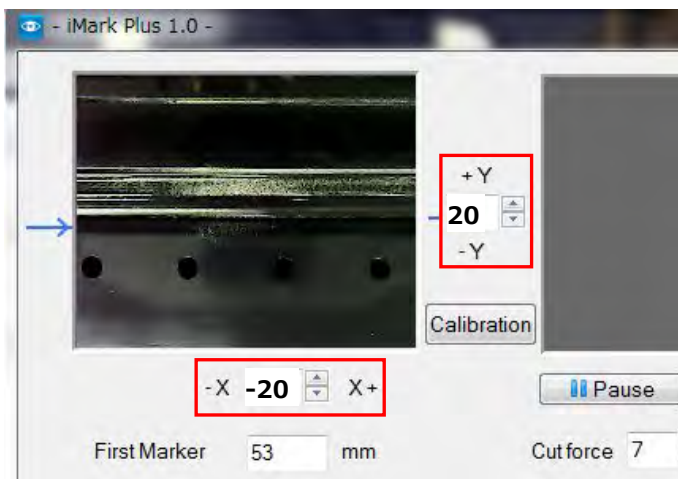 - iMark Plus 1.0 -
+ Y
20
- Y
Calibration
-X -20 X+
Pause
First Marker 53 mm
Cut force 7